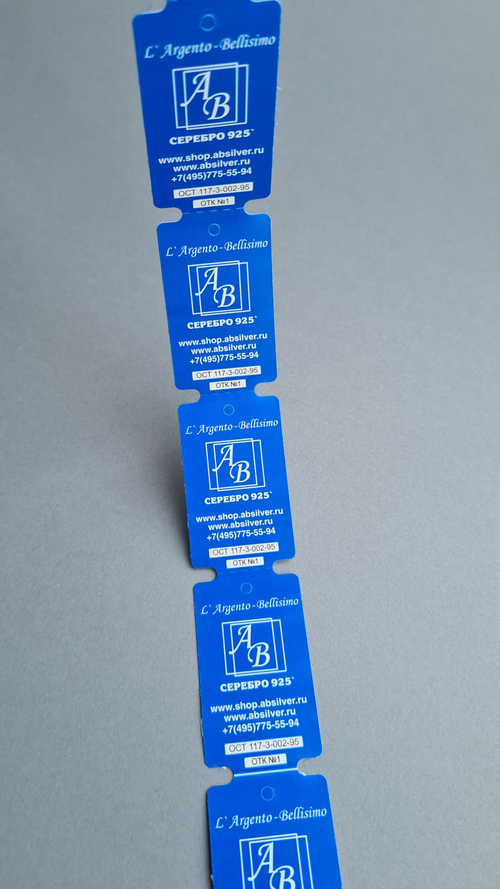 L` Argento-Bellisimo
AB
СЕРЕБРО 925`
www.shop.absilver.ru
www.absilver.ru
+7(495)775-55-94
ОСТ 117-3-002-95
ОТК №1
L` Argento-Bellisimo
AB
СЕРЕБРО 925`
www.shop.absilver.ru
www.absilver.ru
+7(495)775-55-94
ОСТ 117-3-002-95
ОТК №1
L` Argento-Bellisimo
AB
СЕРЕБРО 925`
www.shop.absilver.ru
www.absilver.ru
+7(495)775-55-94
ОСТ 117-3-002-95
ОТК №1
L` Argento-Bellisimo
AB
СЕРЕБРО 925`
www.shop.absilver.ru
www.absilver.ru
+7(495)775-55-94
ОСТ 117-3-002-95
ОТК №1
L` Argento-Bellisimo
AB